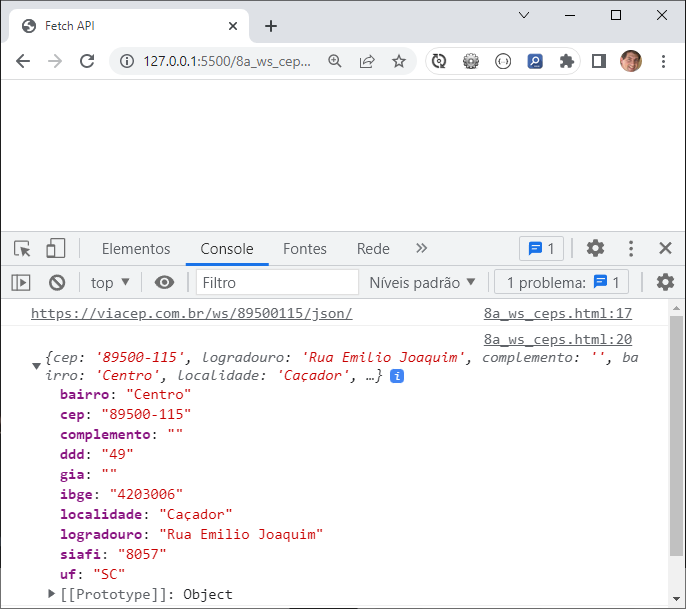 Fetch API
127.0.0.1:5500/8a_ws_cep...
Elementos Console Fontes Rede 1
top Filtro Níveis padrão 1 problema: 1
https://viacep.com.br/ws/89500115/json/ 8a_ws_ceps.html:17
8a_ws_ceps.html:20
{cep: '89500-115', logradouro: 'Rua Emilio Joaquim', complemento: '', ba
irro: 'Centro', localidade: 'Caçador', …} i
bairro: "Centro"
cep: "89500-115"
complemento: ""
ddd: "49"
gia: ""
ibge: "4203006"
localidade: "Caçador"
logradouro: "Rua Emilio Joaquim"
siafi: "8057"
uf: "SC"
[[Prototype]]: Object